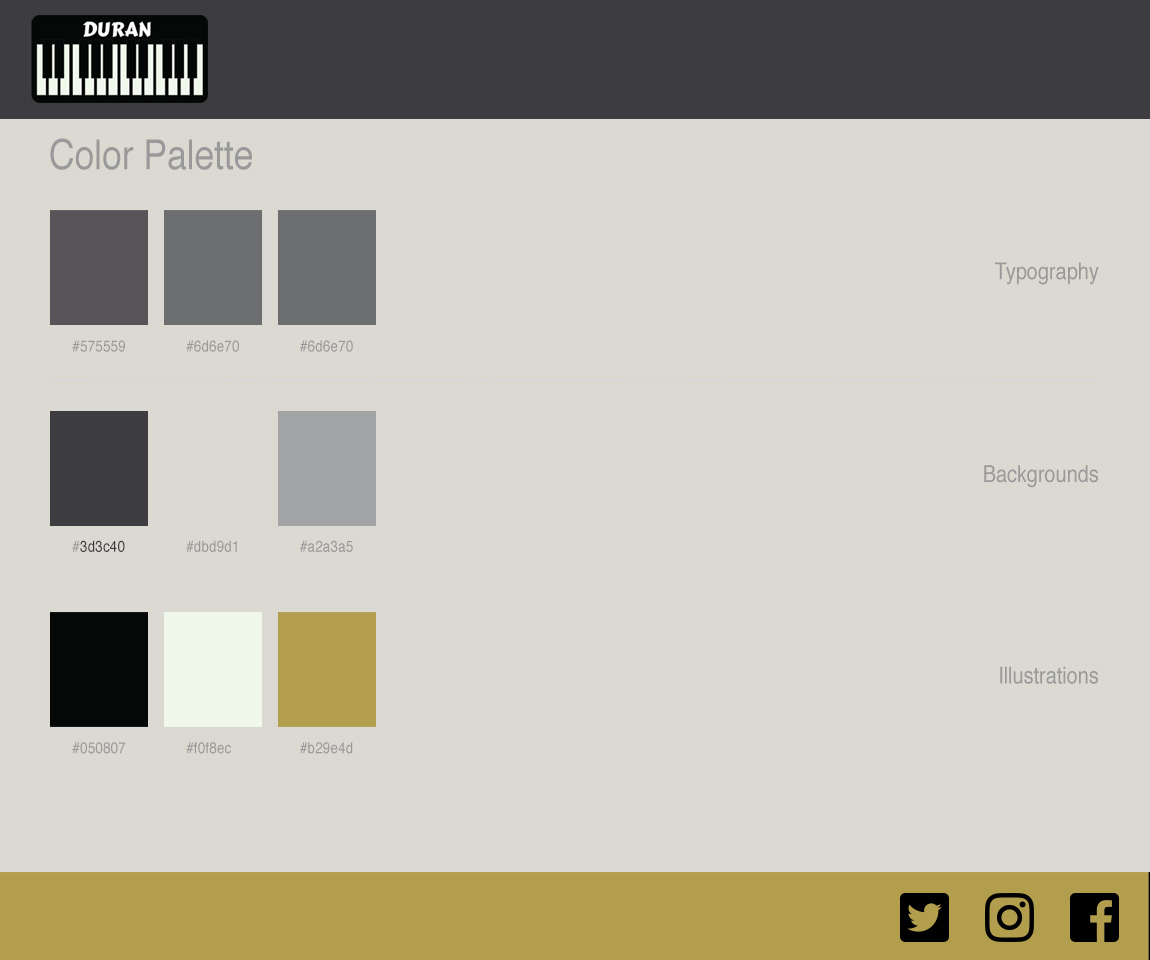 DURAN
Color Palette
Typography
#575559 #6d6e70 #6d6e70
Backgrounds
#3d3c40 #dbd9d1 #a2a3a5
Illustrations
#050807 #f0f8ec #b29e4d